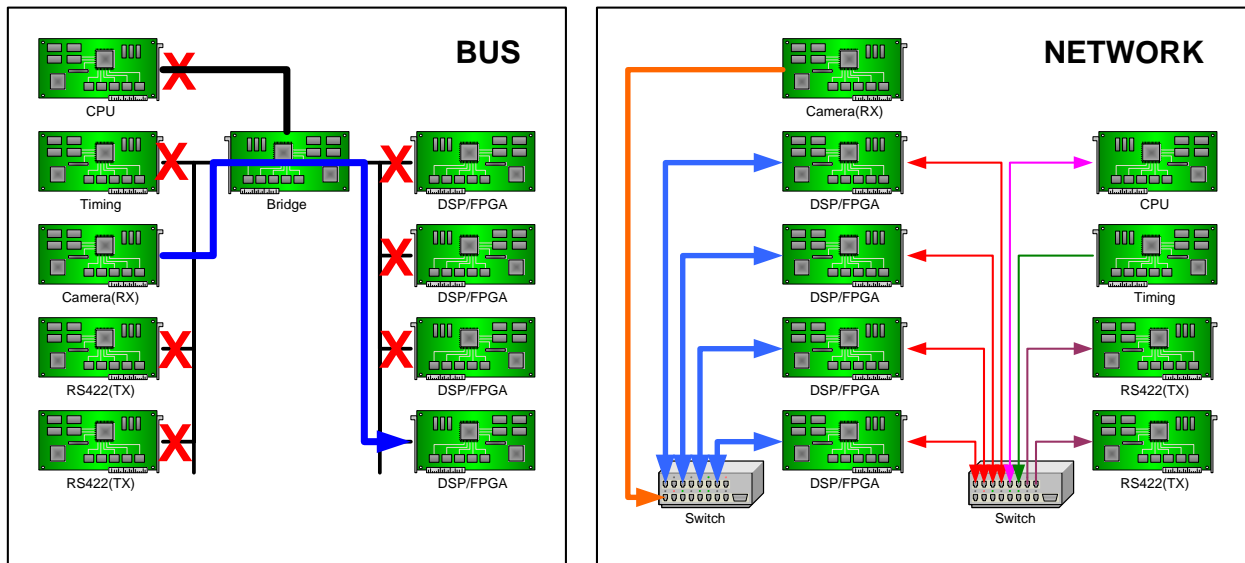 BUS
CPU
Timing
Bridge
DSP/FPGA
Camera(RX)
DSP/FPGA
RS422(TX)
DSP/FPGA
RS422(TX)
DSP/FPGA
NETWORK
Camera(RX)
DSP/FPGA
CPU
DSP/FPGA
Timing
DSP/FPGA
RS422(TX)
DSP/FPGA
RS422(TX)
Switch
Switch